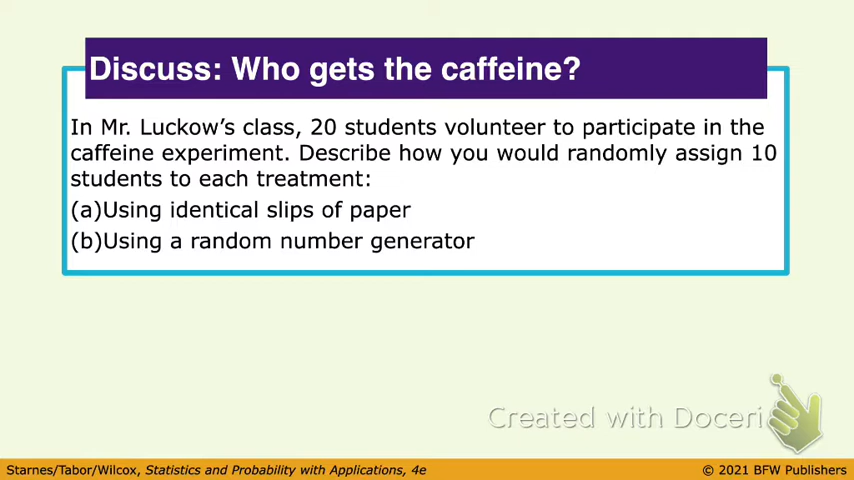 Discuss: Who gets the caffeine?
In Mr. Luckow's class, 20 students volunteer to participate in the
caffeine experiment. Describe how you would randomly assign 10
students to each treatment:
(a)Using identical slips of paper
(b)Using a random number generator
Created with Doceri
Starnes/Tabor/Wilcox, Statistics and Probability with Applications, 4e
© 2021 BFW Publishers